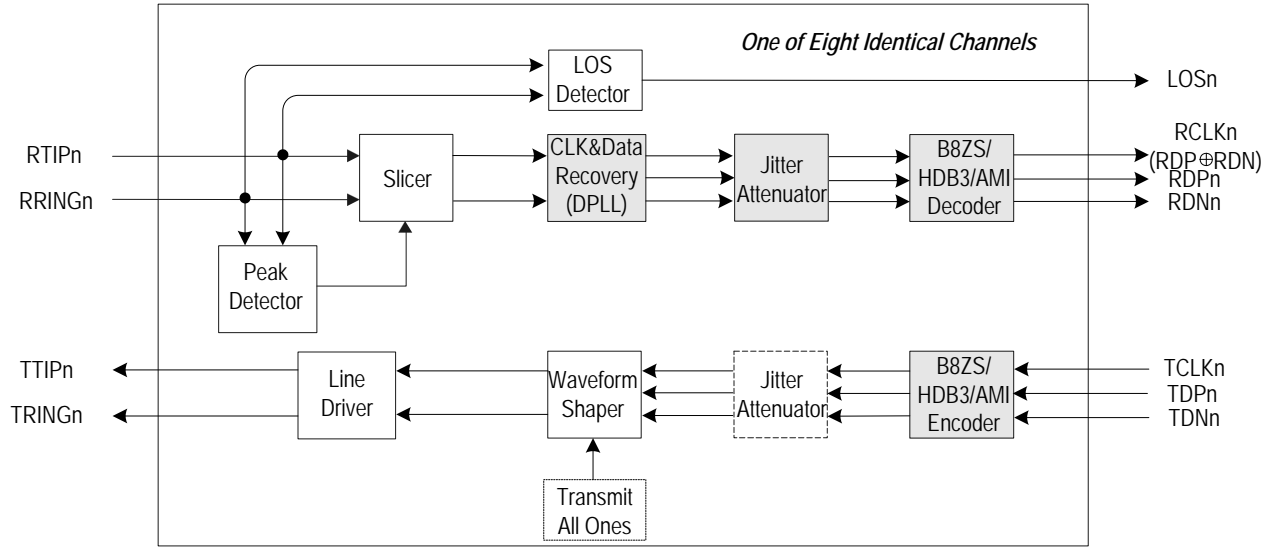 One of Eight Identical Channels
LOS
Detector
LOSn
RTIPn
RRINGn
Slicer
CLK&Data
Recovery
(DPLL)
Jitter
Attenuator
B8ZS/
HDB3/AMI
Decoder
RCLKn
(RDP⊕RDN)
RDPn
RDNn
Peak
Detector
TTIPn
TRINGn
Line
Driver
Waveform
Shaper
Jitter
Attenuator
B8ZS/
HDB3/AMI
Encoder
TCLKn
TDPn
TDNn
Transmit
All Ones